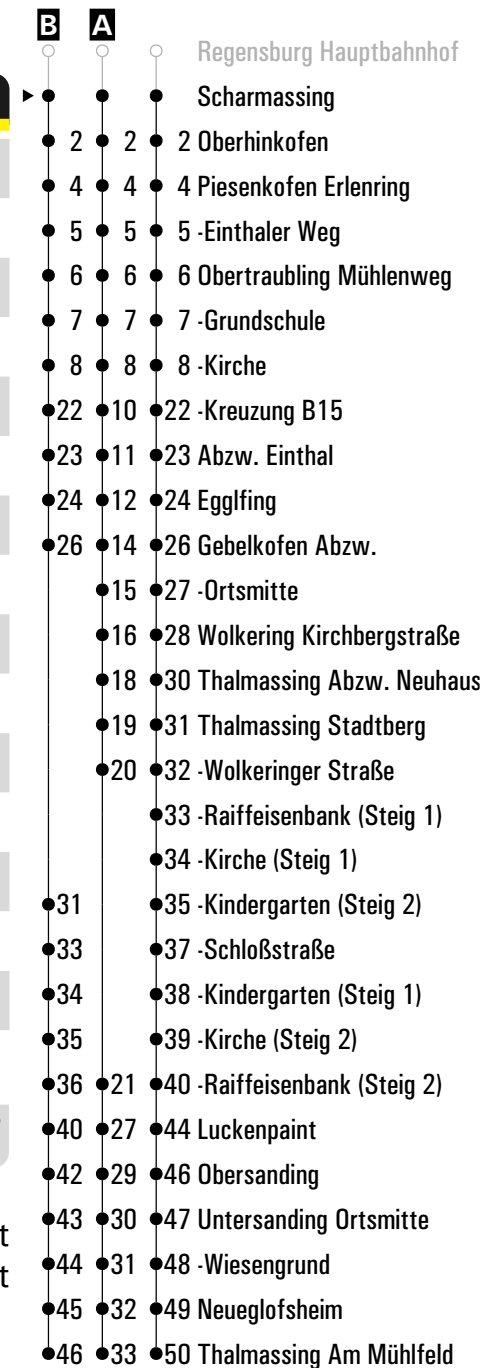 B A
Regensburg Hauptbahnhof
Scharmassing
2 2 2 Oberhinkofen
4 4 4 Piesenkofen Erlenring
5 5 5 -Einthaler Weg
6 6 6 Obertraubling Mühlenweg
7 7 7 -Grundschule
8 8 8 -Kirche
22 10 22 -Kreuzung B15
23 11 23 Abzw. Einthal
24 12 24 Egglfing
26 14 26 Gebelkofen Abzw.
15 27 -Ortsmitte
16 28 Wolkering Kirchbergstraße
18 30 Thalmassing Abzw. Neuhaus
19 31 Thalmassing Stadtberg
20 32 -Wolkeringer Straße
33 -Raiffeisenbank (Steig 1)
34 -Kirche (Steig 1)
31 35 -Kindergarten (Steig 2)
33 37 -Schloßstraße
34 38 -Kindergarten (Steig 1)
35 39 -Kirche (Steig 2)
36 21 40 -Raiffeisenbank (Steig 2)
40 27 44 Luckenpaint
42 29 46 Obersanding
43 30 47 Untersanding Ortsmitte
t
44 31 48 -Wiesengrund
t
45 32 49 Neueglofsheim
46 33 50 Thalmassing Am Mühlfeld